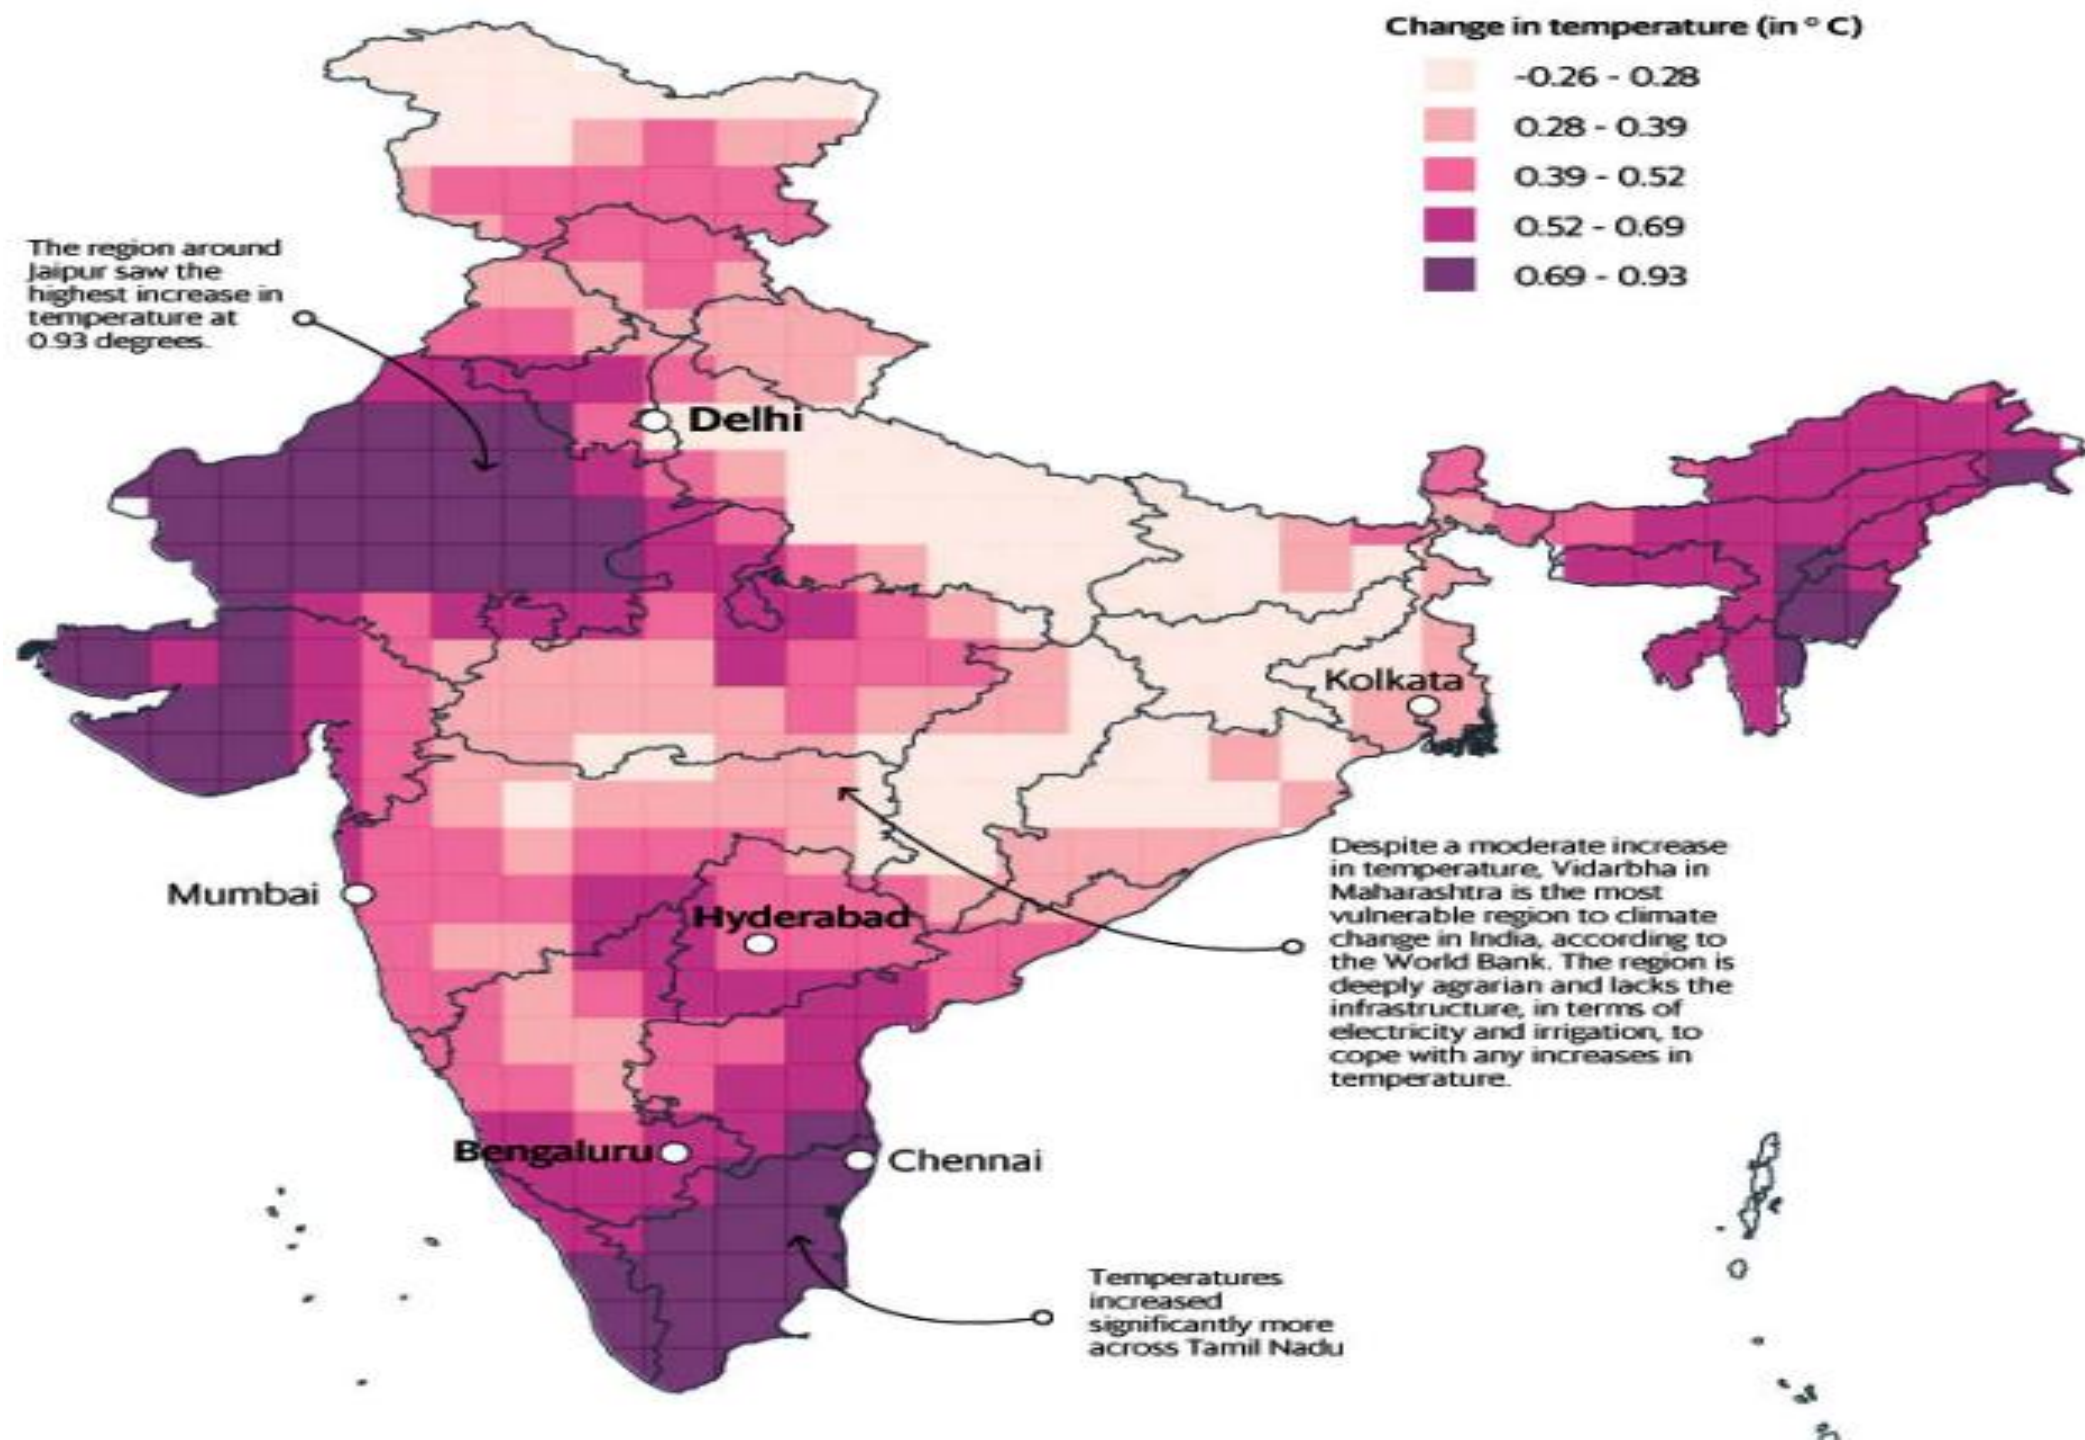 Change in temperature (in ° C)
-0.26 - 0.28
0.28 - 0.39
0.39 - 0.52
0.52 - 0.69
0.69 - 0.93
The region around
Jaipur saw the
highest increase in
temperature at
0.93 degrees.
Delhi
Kolkata
Mumbai
Hyderabad
Despite a moderate increase
in temperature, Vidarbha in
Maharashtra is the most
vulnerable region to climate
change in India, according to
the World Bank. The region is
deeply agrarian and lacks the
infrastructure, in terms of
electricity and irrigation, to
cope with any increases in
temperature.
Bengaluru
Chennai
Temperatures
increased
significantly more
across Tamil Nadu